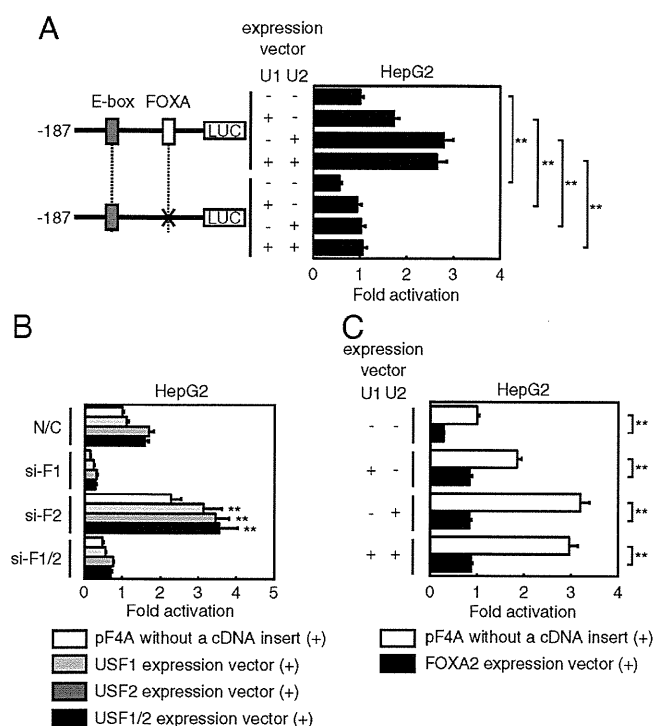 A
expression
vector
U1 U2
HepG2
E-box FOXA
-187 LUC
-187 LUC
- -
+ -
- +
+ +
- -
+ -
- +
+ +
**
**
**
**
0 1 2 3 4
Fold activation
B
HepG2
N/C
si-F1
si-F2
si-F1/2
**
**
**
0 1 2 3 4 5
Fold activation
pF4A without a cDNA insert (+)
USF1 expression vector (+)
USF2 expression vector (+)
USF1/2 expression vector (+)
C
expression
vector
U1 U2
HepG2
- -
+ -
- +
+ +
**
**
**
**
0 1 2 3 4
Fold activation
pF4A without a cDNA insert (+)
FOXA2 expression vector (+)